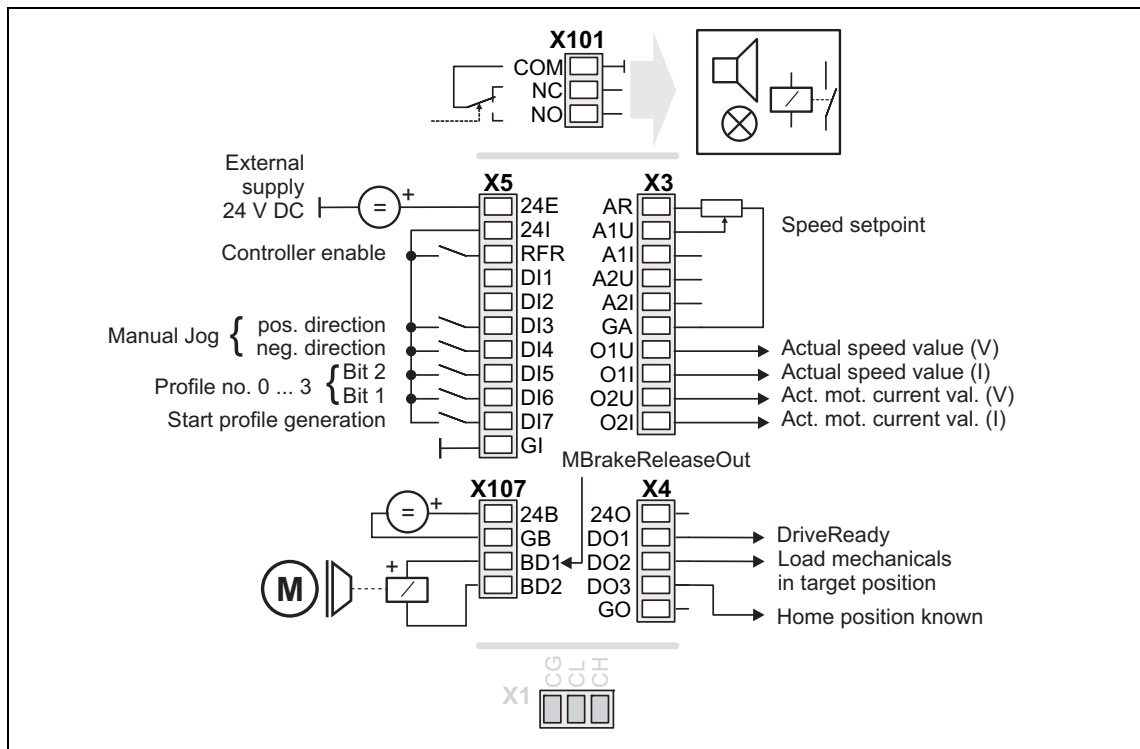 X101
COM
NC
NO
External
supply
24 V DC
=
+
X5
24E
24I
RFR
DI1
DI2
DI3
DI4
DI5
DI6
DI7
GI
Controller enable
Manual Jog { pos. direction
neg. direction
Profile no. 0 ... 3 { Bit 2
Bit 1
Start profile generation
X3
AR
A1U
A1I
A2U
A2I
GA
O1U
O1I
O2U
O2I
Speed setpoint
Actual speed value (V)
Actual speed value (I)
Act. mot. current val. (V)
Act. mot. current val. (I)
MBrakeReleaseOut
X107
=
+
24B
GB
BD1
BD2
M
+
X4
24O
DO1
DO2
DO3
GO
DriveReady
Load mechanicals
in target position
Home position known
X1
CG
CL
CH